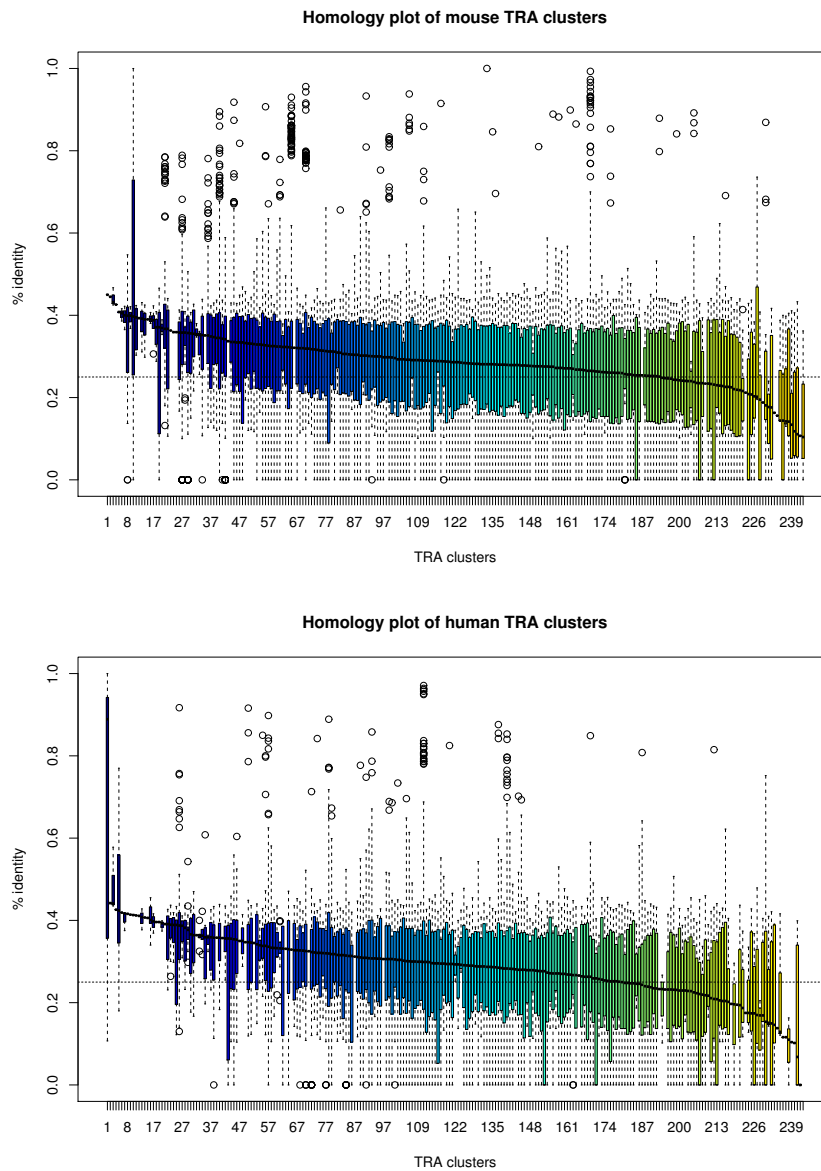 Homology plot of mouse TRA clusters
% identity
1.0
0.8
0.6
0.4
0.2
0.0
1 8 17 27 37 47 57 67 77 87 97 109 122 135 148 161 174 187 200 213 226 239
TRA clusters
Homology plot of human TRA clusters
% identity
1.0
0.8
0.6
0.4
0.2
0.0
1 8 17 27 37 47 57 67 77 87 97 109 122 135 148 161 174 187 200 213 226 239
TRA clusters